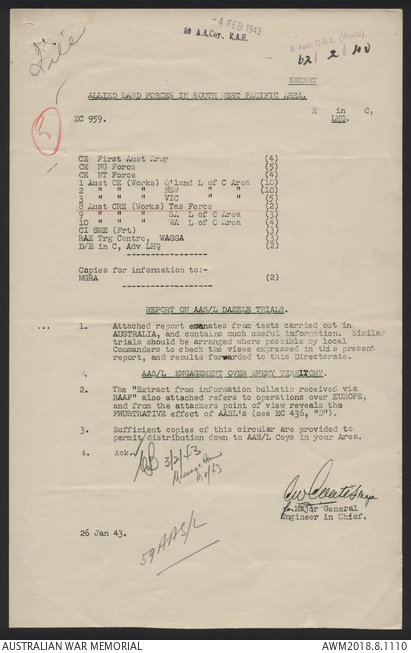 File
-4 FEB 1943
59 A.A.Coy., R.A.E.
62 2 40
SECRET
ALLIED LAND FORCES IN SOUTH WEST PACIFIC AREA.
E in C,
EC 959. LHQ.
3
CE First Aust Army (4)
CE NG Force (5)
CE NT Force (4)
1 Aust CE (Works) Q'land L of C Area (10)
2 " " " NSW " " (10)
3 " " " VIC " " (5)
8 Aust CRE (Works) Tas Force (2)
9 " " " SA L of C Area (3)
10 " " " WA L of C Area (4)
CI SME (Frt) (3)
RAE Trg Centre, WAGGA (3)
D/E in C, Adv LHQ (2)
Copies for information to:-
MGRA (2)
REPORT ON AAS/L DAZZLE TRIALS.
1. Attached report emanates from tests carried out in
AUSTRALIA, and contains much useful information. Similar
trials should be arranged where possible by local
Commanders to check the views expressed in this present
report, and results forwarded to this Directorate.
AAS/L ENGAGEMENT OVER ENEMY TERRITORY.
2. The "Extract from information bulletin received via
RAAF" also attached refers to operations over EUROPE,
and from the attackers point of view reveals the
FRUSTRATIVE effect of AASL's (see EC 436, "D").
3. Sufficient copies of this circular are provided to
permit/distribution down to AAS/L Coys in your Area.
4. Ack.
3/2/43
Major General
Engineer in Chief.
26 Jan 43.
59 AAS/L
AUSTRALIAN WAR MEMORIAL AWM2018.8.1110